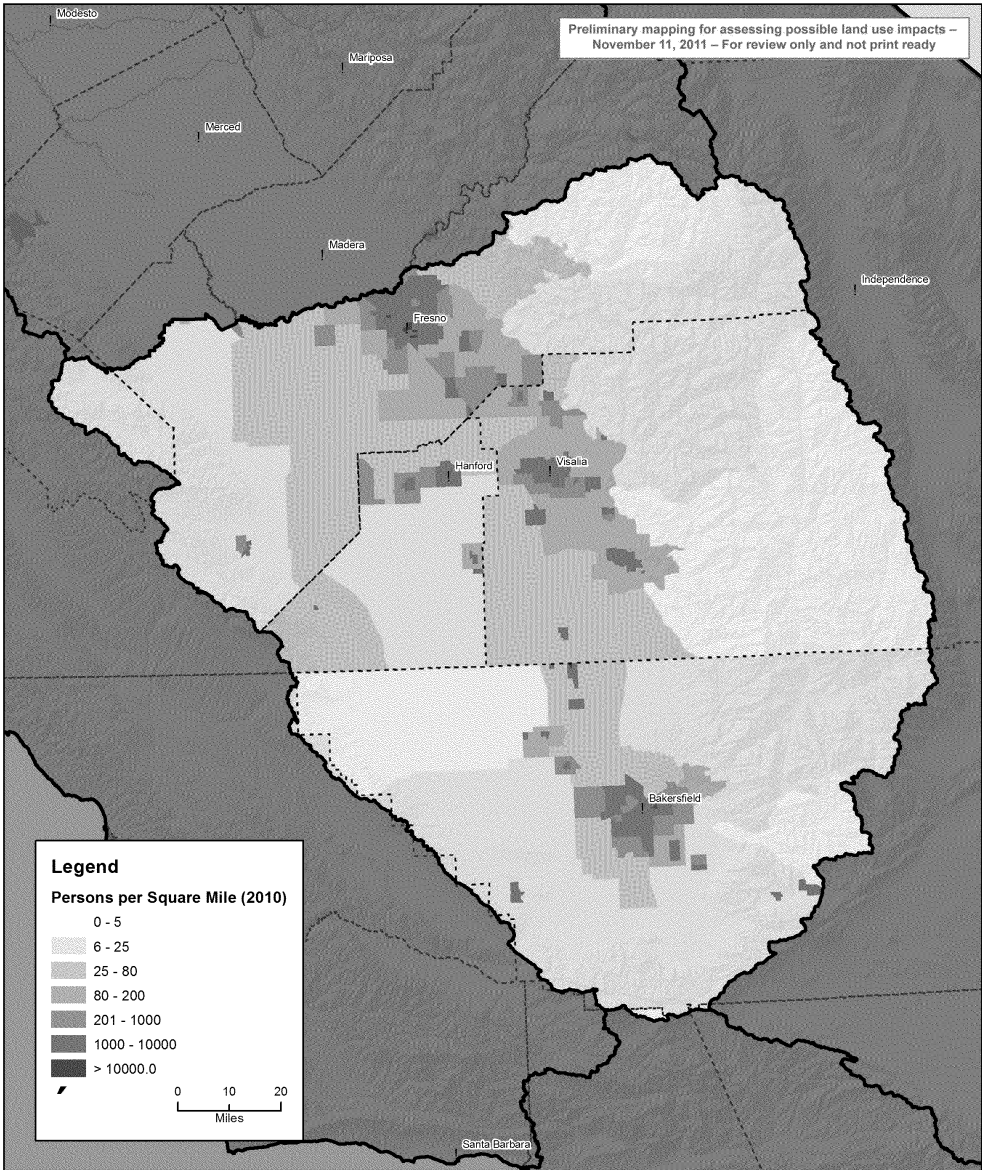 Modesto
Preliminary mapping for assessing possible land use impacts –
November 11, 2011 – For review only and not print ready
Mariposa
Merced
Madera
Independence
Fresno
Hanford
Visalia
Bakersfield
Legend
Persons per Square Mile (2010)
0 - 5
6 - 25
25 - 80
80 - 200
201 - 1000
1000 - 10000
> 10000.0
0 10 20
Miles
Santa Barbara